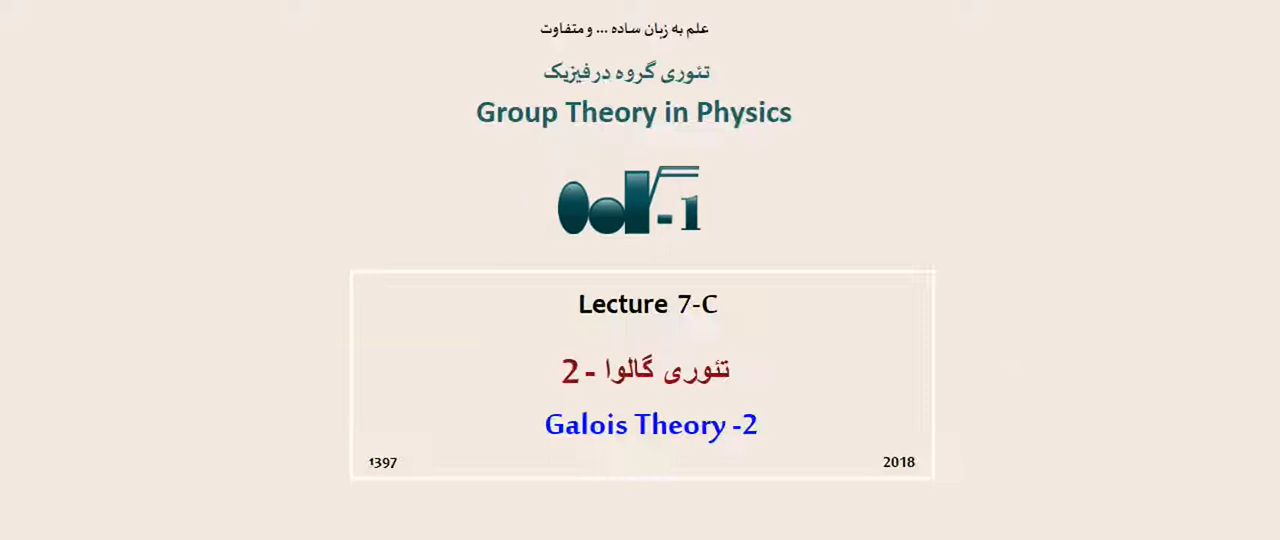 علم به زبان ساده ... و متفاوت
تئوری گروه در فیزیک
Group Theory in Physics
Lecture 7-C
تئوری گالوا - 2
Galois Theory -2
1397 2018